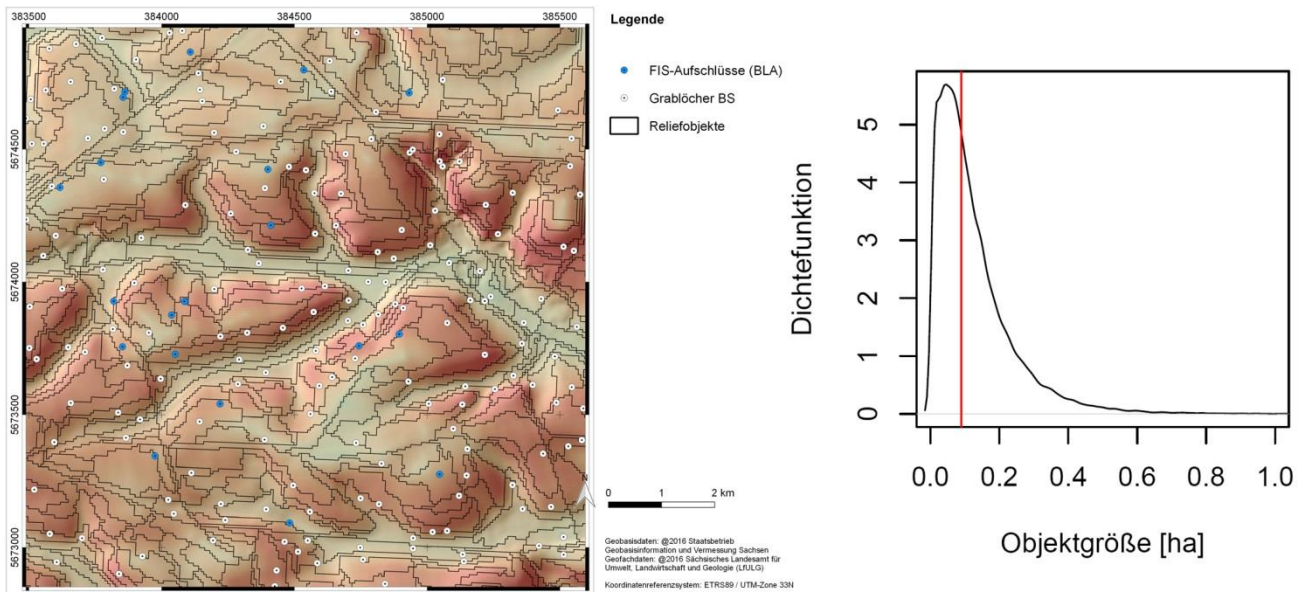 383500 384000 384500 385000 385500
5674500
5674000
5673500
5673000
N
Legende
FIS-Aufschlüsse (BLA)
Grablöcher BS
Reliefobjekte
0 1 2 km
Geobasisdaten: @2016 Staatsbetrieb
Geobasisinformation und Vermessung Sachsen
Geofachdaten: @2016 Sächsisches Landesamt für
Umwelt, Landwirtschaft und Geologie (LfULG)
Koordinatenreferenzsystem: ETRS89 / UTM-Zone 33N
Dichtefunktion
5
4
3
2
1
0
0.0 0.2 0.4 0.6 0.8 1.0
Objektgröße [ha]